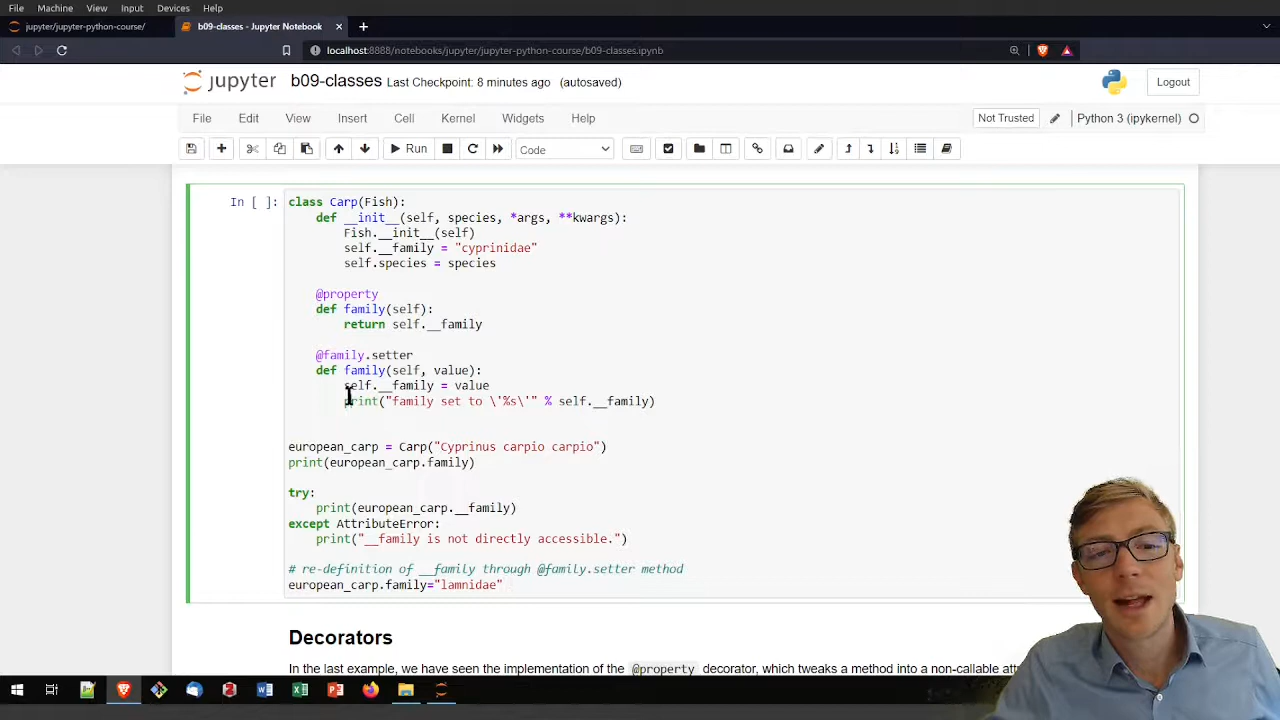 File Machine View Input Devices Help
jupyter/jupyter-python-course/ b09-classes - Jupyter Notebook
localhost:8888/notebooks/jupyter/jupyter-python-course/b09-classes.ipynb
jupyter b09-classes Last Checkpoint: 8 minutes ago (autosaved) Logout
File Edit View Insert Cell Kernel Widgets Help Not Trusted Python 3 (ipykernel)
Run Code
In [ ]: class Carp(Fish):
def __init__(self, species, *args, **kwargs):
Fish.__init__(self)
self.__family = "cyprinidae"
self.species = species
@property
def family(self):
return self.__family
@family.setter
def family(self, value):
self.__family = value
print("family set to \'%s\'" % self.__family)
european_carp = Carp("Cyprinus carpio carpio")
print(european_carp.family)
try:
print(european_carp.__family)
except AttributeError:
print("__family is not directly accessible.")
# re-definition of __family through @family.setter method
european_carp.family="lamnidae"
Decorators
In the last example, we have seen the implementation of the @property decorator, which tweaks a method into a non-callable